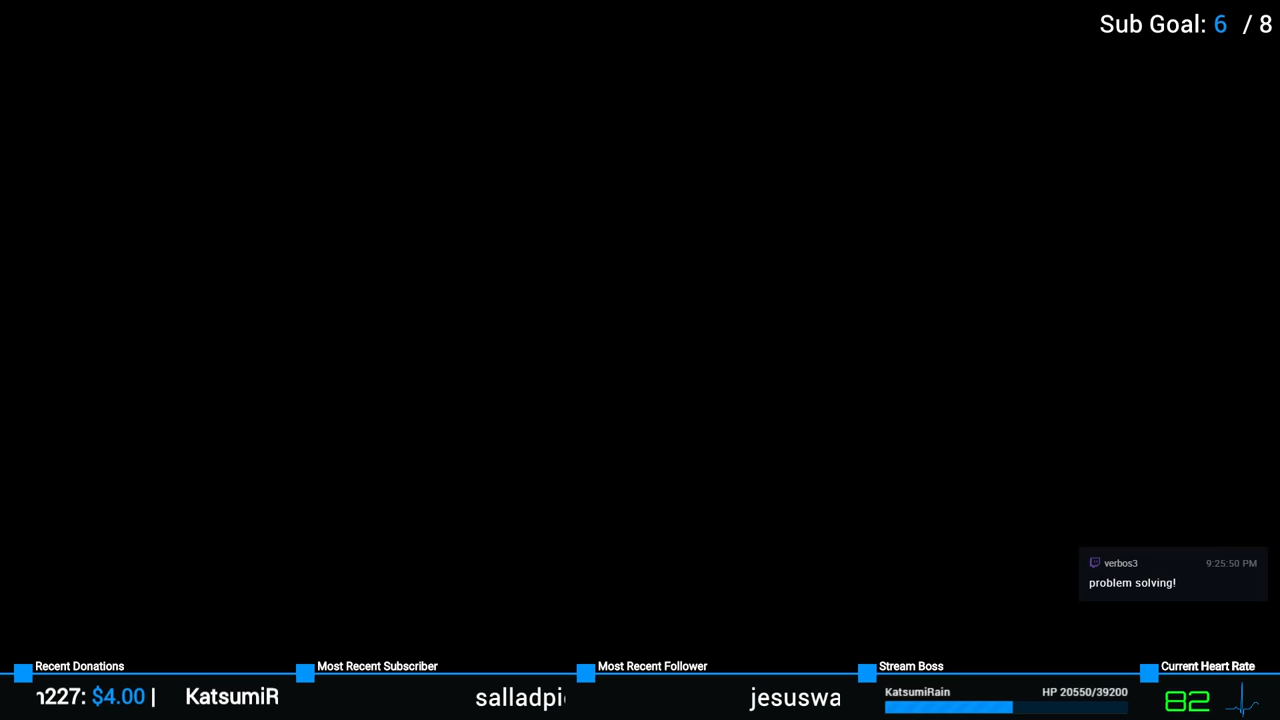 Sub Goal: 6 / 8
verbos3 9:25:50 PM
problem solving!
Recent Donations
Most Recent Subscriber
Most Recent Follower
Stream Boss
Current Heart Rate
227: $4.00 | KatsumiR
salladpi
jesuswa
KatsumiRain HP 20550/39200
82